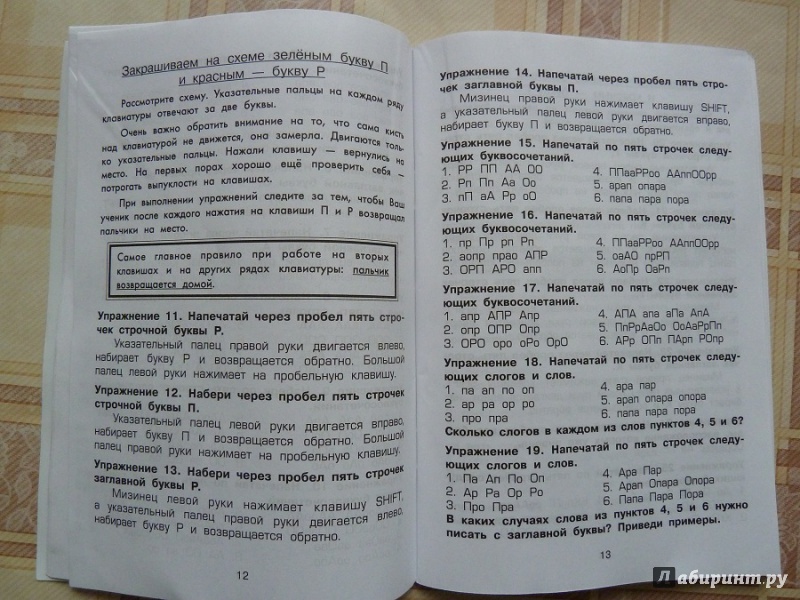 Закрашиваем на схеме зелёным букву П
и красным — букву Р
Рассмотрите схему. Указательные пальцы на каждом ряду
клавиатуры отвечают за две буквы.
Очень важно обратить внимание на то, что сама кисть
над клавиатурой не движется, она замерла. Двигаются толь-
ко указательные пальцы. Нажали клавишу — вернулись на
место. На первых порах хорошо ещё проверить себя —
потрогать выпуклости на клавишах.
При выполнении упражнений следите за тем, чтобы Ваш
ученик после каждого нажатия на клавиши П и Р возвращал
пальчики на место.
Самое главное правило при работе на вторых
клавишах и на других рядах клавиатуры: пальчик
возвращается домой.
Упражнение 11. Напечатай через пробел пять стро-
чек строчной буквы Р.
Указательный палец правой руки двигается влево,
набирает букву Р и возвращается обратно. Большой
палец левой руки нажимает на пробельную клавишу.
Упражнение 12. Набери через пробел пять строчек
строчной буквы П.
Указательный палец левой руки двигается вправо,
набирает букву П и возвращается обратно. Большой
палец правой руки нажимает на пробельную клавишу.
Упражнение 13. Набери через пробел пять строчек
заглавной буквы Р.
Мизинец левой руки нажимает клавишу SHIFT,
а указательный палец правой руки двигается влево,
набирает букву Р и возвращается обратно.
12
Упражнение 14. Напечатай через пробел пять стро-
чек заглавной буквы П.
Мизинец правой руки нажимает клавишу SHIFT,
а указательный палец левой руки двигается вправо,
набирает букву П и возвращается обратно.
Упражнение 15. Напечатай по пять строчек следу-
ющих буквосочетаний.
1. РР ПП АА ОО
2. Рп Пп Аа Оо
3. пП аА Рр оО
4. ППааРРоо ААппООрр
5. арап опара
6. папа пара пора
Упражнение 16. Напечатай по пять строчек следу-
ющих буквосочетаний.
1. пр Пр рп Рп
2. аопр прао АПР
3. ОРП АРО апп
4. ППааРРоо ААппООрр
5. оаАО прРП
6. АоПр ОаРп
Упражнение 17. Напечатай по пять строчек следу-
ющих буквосочетаний.
1. апр АПР Апр
2. опр ОПР Опр
3. ОРО оро оРо ОрО
4. АПА апа аПа АпА
5. ПпРрАаОо ОоАаРрПп
6. АРр ОПп ПАрп РОпр
Упражнение 18. Напечатай по пять строчек следу-
ющих слогов и слов.
1. па ап по оп
2. ар ра ор ро
3. про пра
4. ара пар
5. арап опара опора
6. папа пара пора
Сколько слогов в каждом из слов пунктов 4, 5 и 6?
Упражнение 19. Напечатай по пять строчек следу-
ющих слогов и слов.
1. Па Ап По Оп
2. Ар Ра Ор Ро
3. Про Пра
4. Ара Пар
5. Арап Опара Опора
6. Папа Пара Пора
В каких случаях слова из пунктов 4, 5 и 6 нужно
писать с заглавной буквы? Приведи примеры.
13
Лабиринт.ру